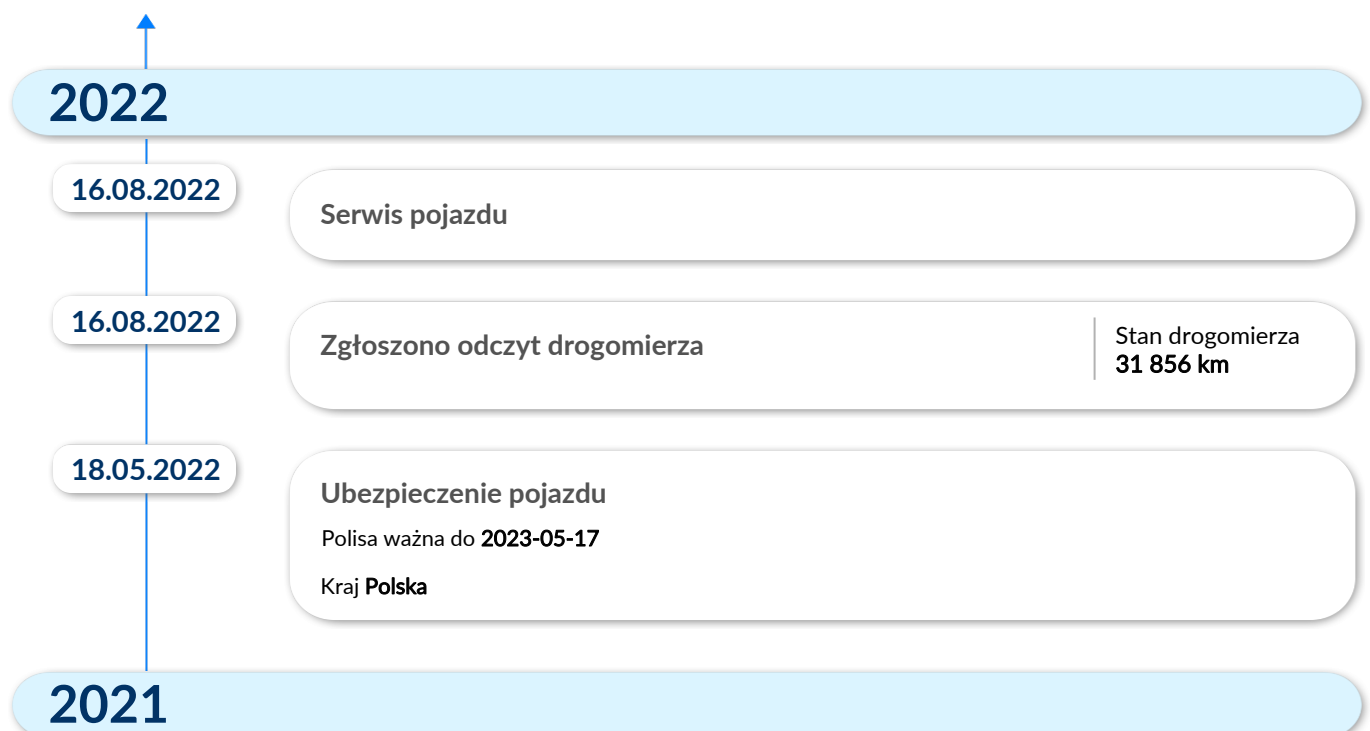 2022
16.08.2022
Serwis pojazdu
16.08.2022
Zgłoszono odczyt drogomierza
Stan drogomierza
31 856 km
18.05.2022
Ubezpieczenie pojazdu
Polisa ważna do 2023-05-17
Kraj Polska
2021